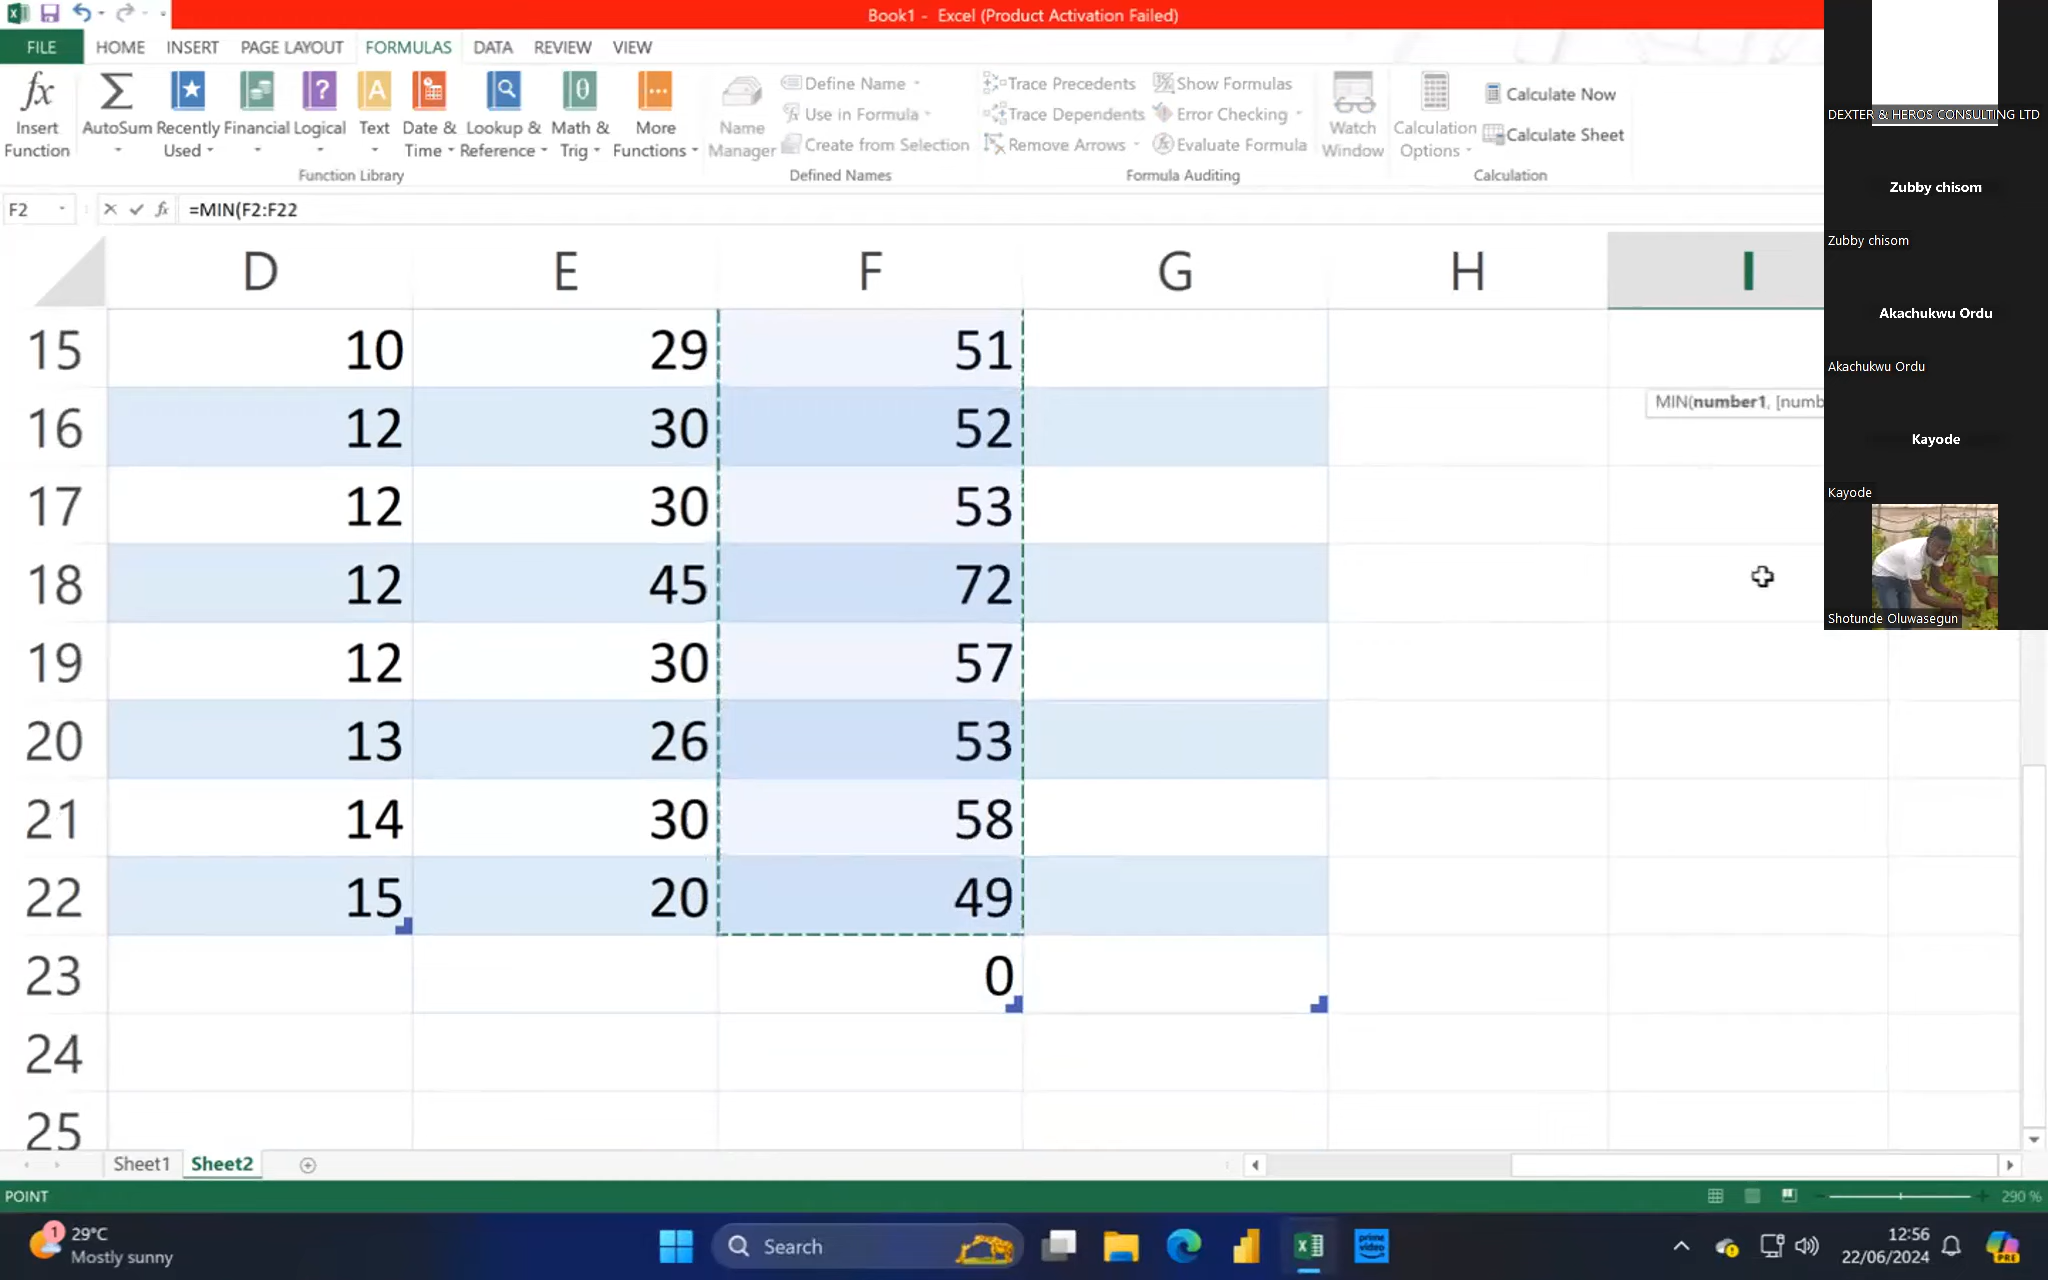 Book1 - Excel (Product Activation Failed)
FILE HOME INSERT PAGE LAYOUT FORMULAS DATA REVIEW VIEW
Insert Function
AutoSum
Recently Used
Financial
Logical
Text
Date & Time
Lookup & Reference
Math & Trig
More Functions
Function Library
Name Manager
Define Name
Use in Formula
Create from Selection
Defined Names
Trace Precedents
Trace Dependents
Remove Arrows
Show Formulas
Error Checking
Evaluate Formula
Formula Auditing
Watch Window
Calculation Options
Calculate Now
Calculate Sheet
Calculation
F2 fx =MIN(F2:F22
D E F G H I
15 10 29 51
16 12 30 52
MIN(number1, [numb
17 12 30 53
18 12 45 72
19 12 30 57
20 13 26 53
21 14 30 58
22 15 20 49
23 0
24
25
Sheet1 Sheet2
POINT
290 %
DEXTER & HEROS CONSULTING LTD
Zubby chisom
Zubby chisom
Akachukwu Ordu
Akachukwu Ordu
Kayode
Kayode
Shotunde Oluwasegun
1
29°C
Mostly sunny
Search
prime video
12:56
22/06/2024
PRE